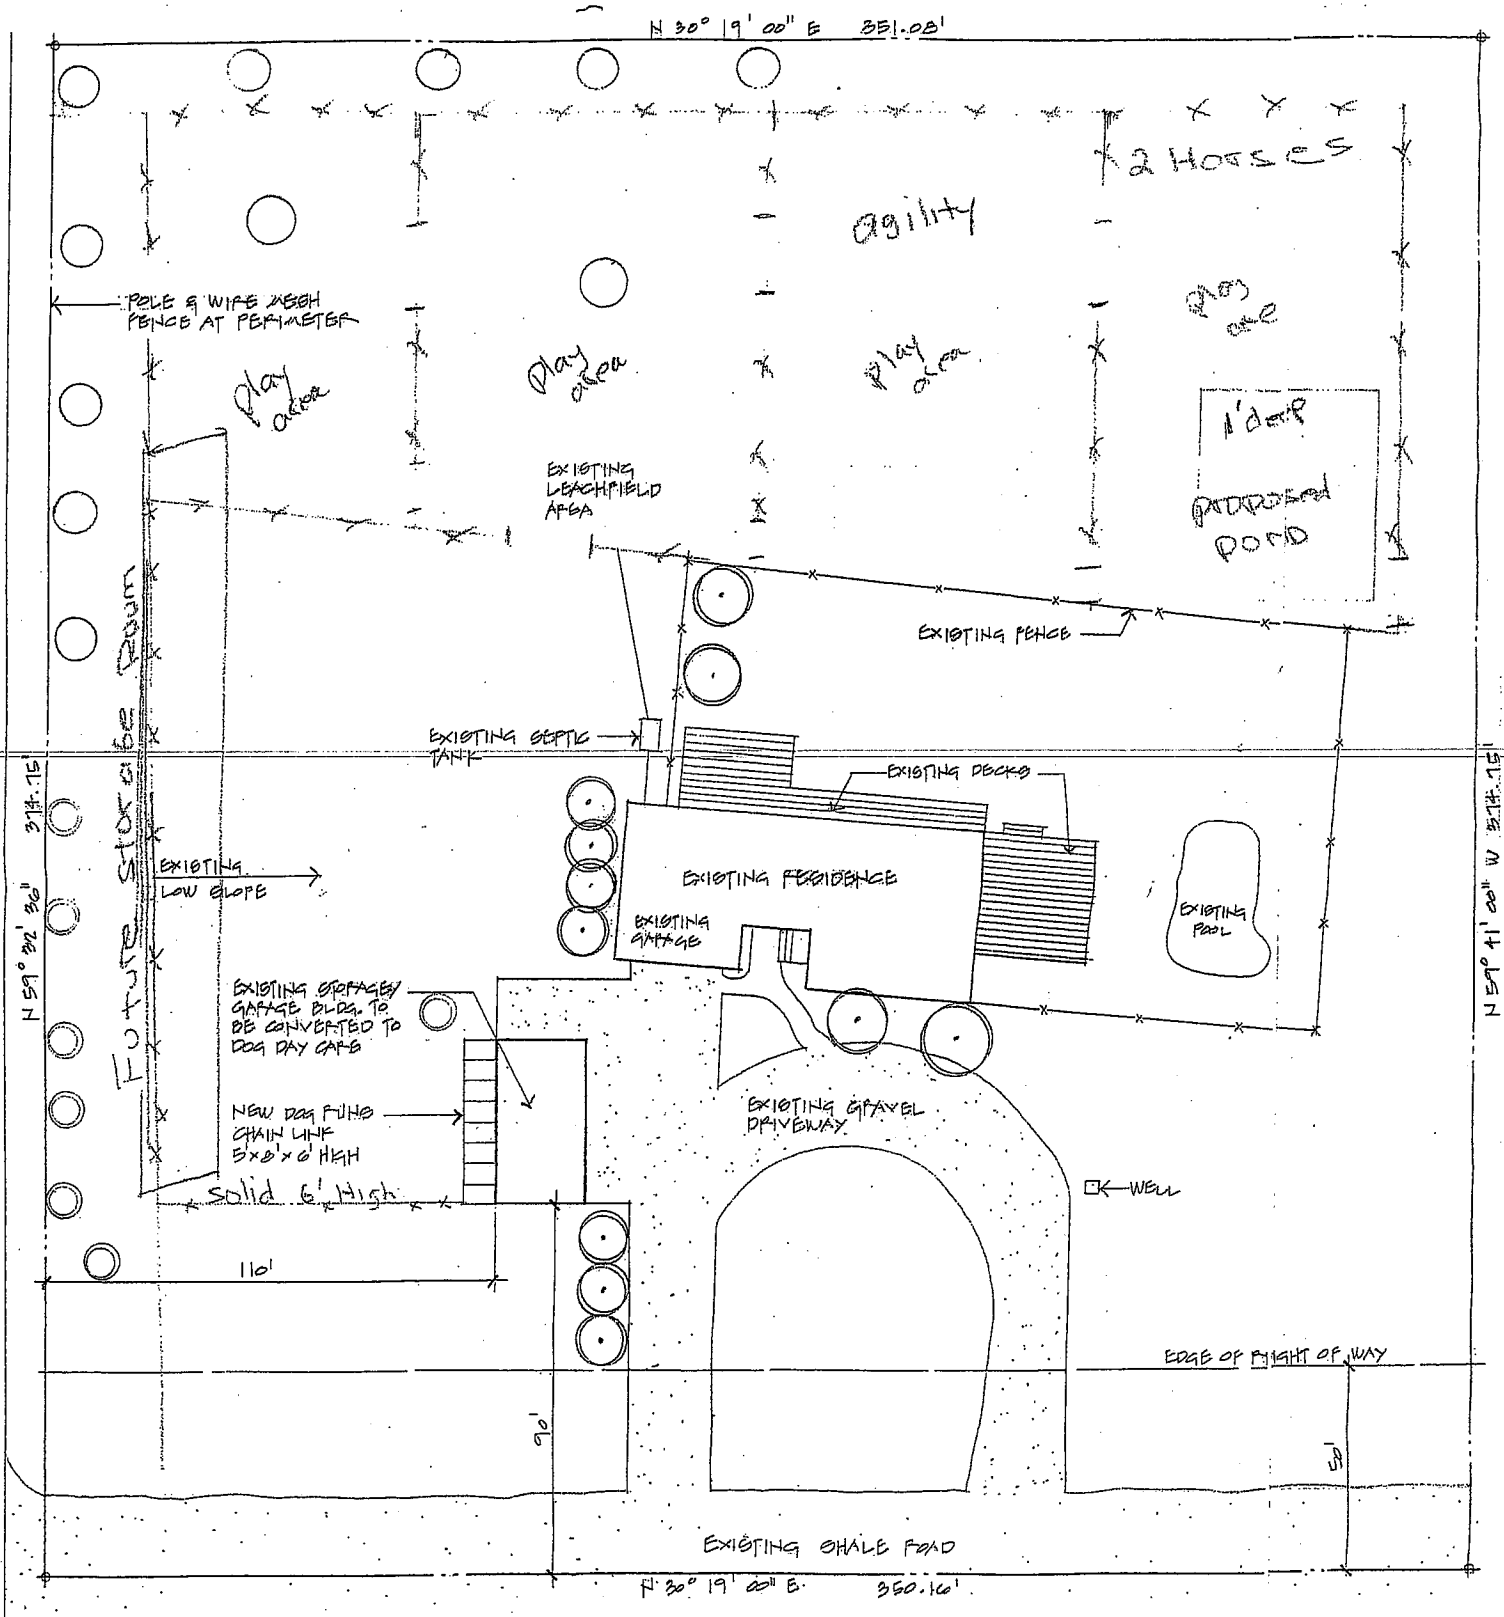 N 30° 19' 00" E 351.08'
2 Horses
agility
POLE & WIRE MESH
FENCE AT PERIMETER
play
are
play
area
play
area
play
area
1' deep
proposed
pond
EXISTING
LEACHFIELD
AREA
EXISTING FENCE
Future storage Room
EXISTING SEPTIC
TANK
EXISTING DECKS
N 59° 32' 36" 374.75'
N 59° 41' 00" W 374.75'
EXISTING
LOW SLOPE
EXISTING RESIDENCE
EXISTING
GARAGE
EXISTING
POOL
EXISTING STORAGE/
GARAGE BLDG. TO
BE CONVERTED TO
DOG DAY CARE
NEW DOG RUNS
CHAIN LINK
5'x8'x6' HIGH
EXISTING GRAVEL
DRIVEWAY
WELL
Solid 6' High
110'
EDGE OF RIGHT OF WAY
90'
50'
EXISTING SHALE ROAD
N 30° 19' 00" E. 350.16'